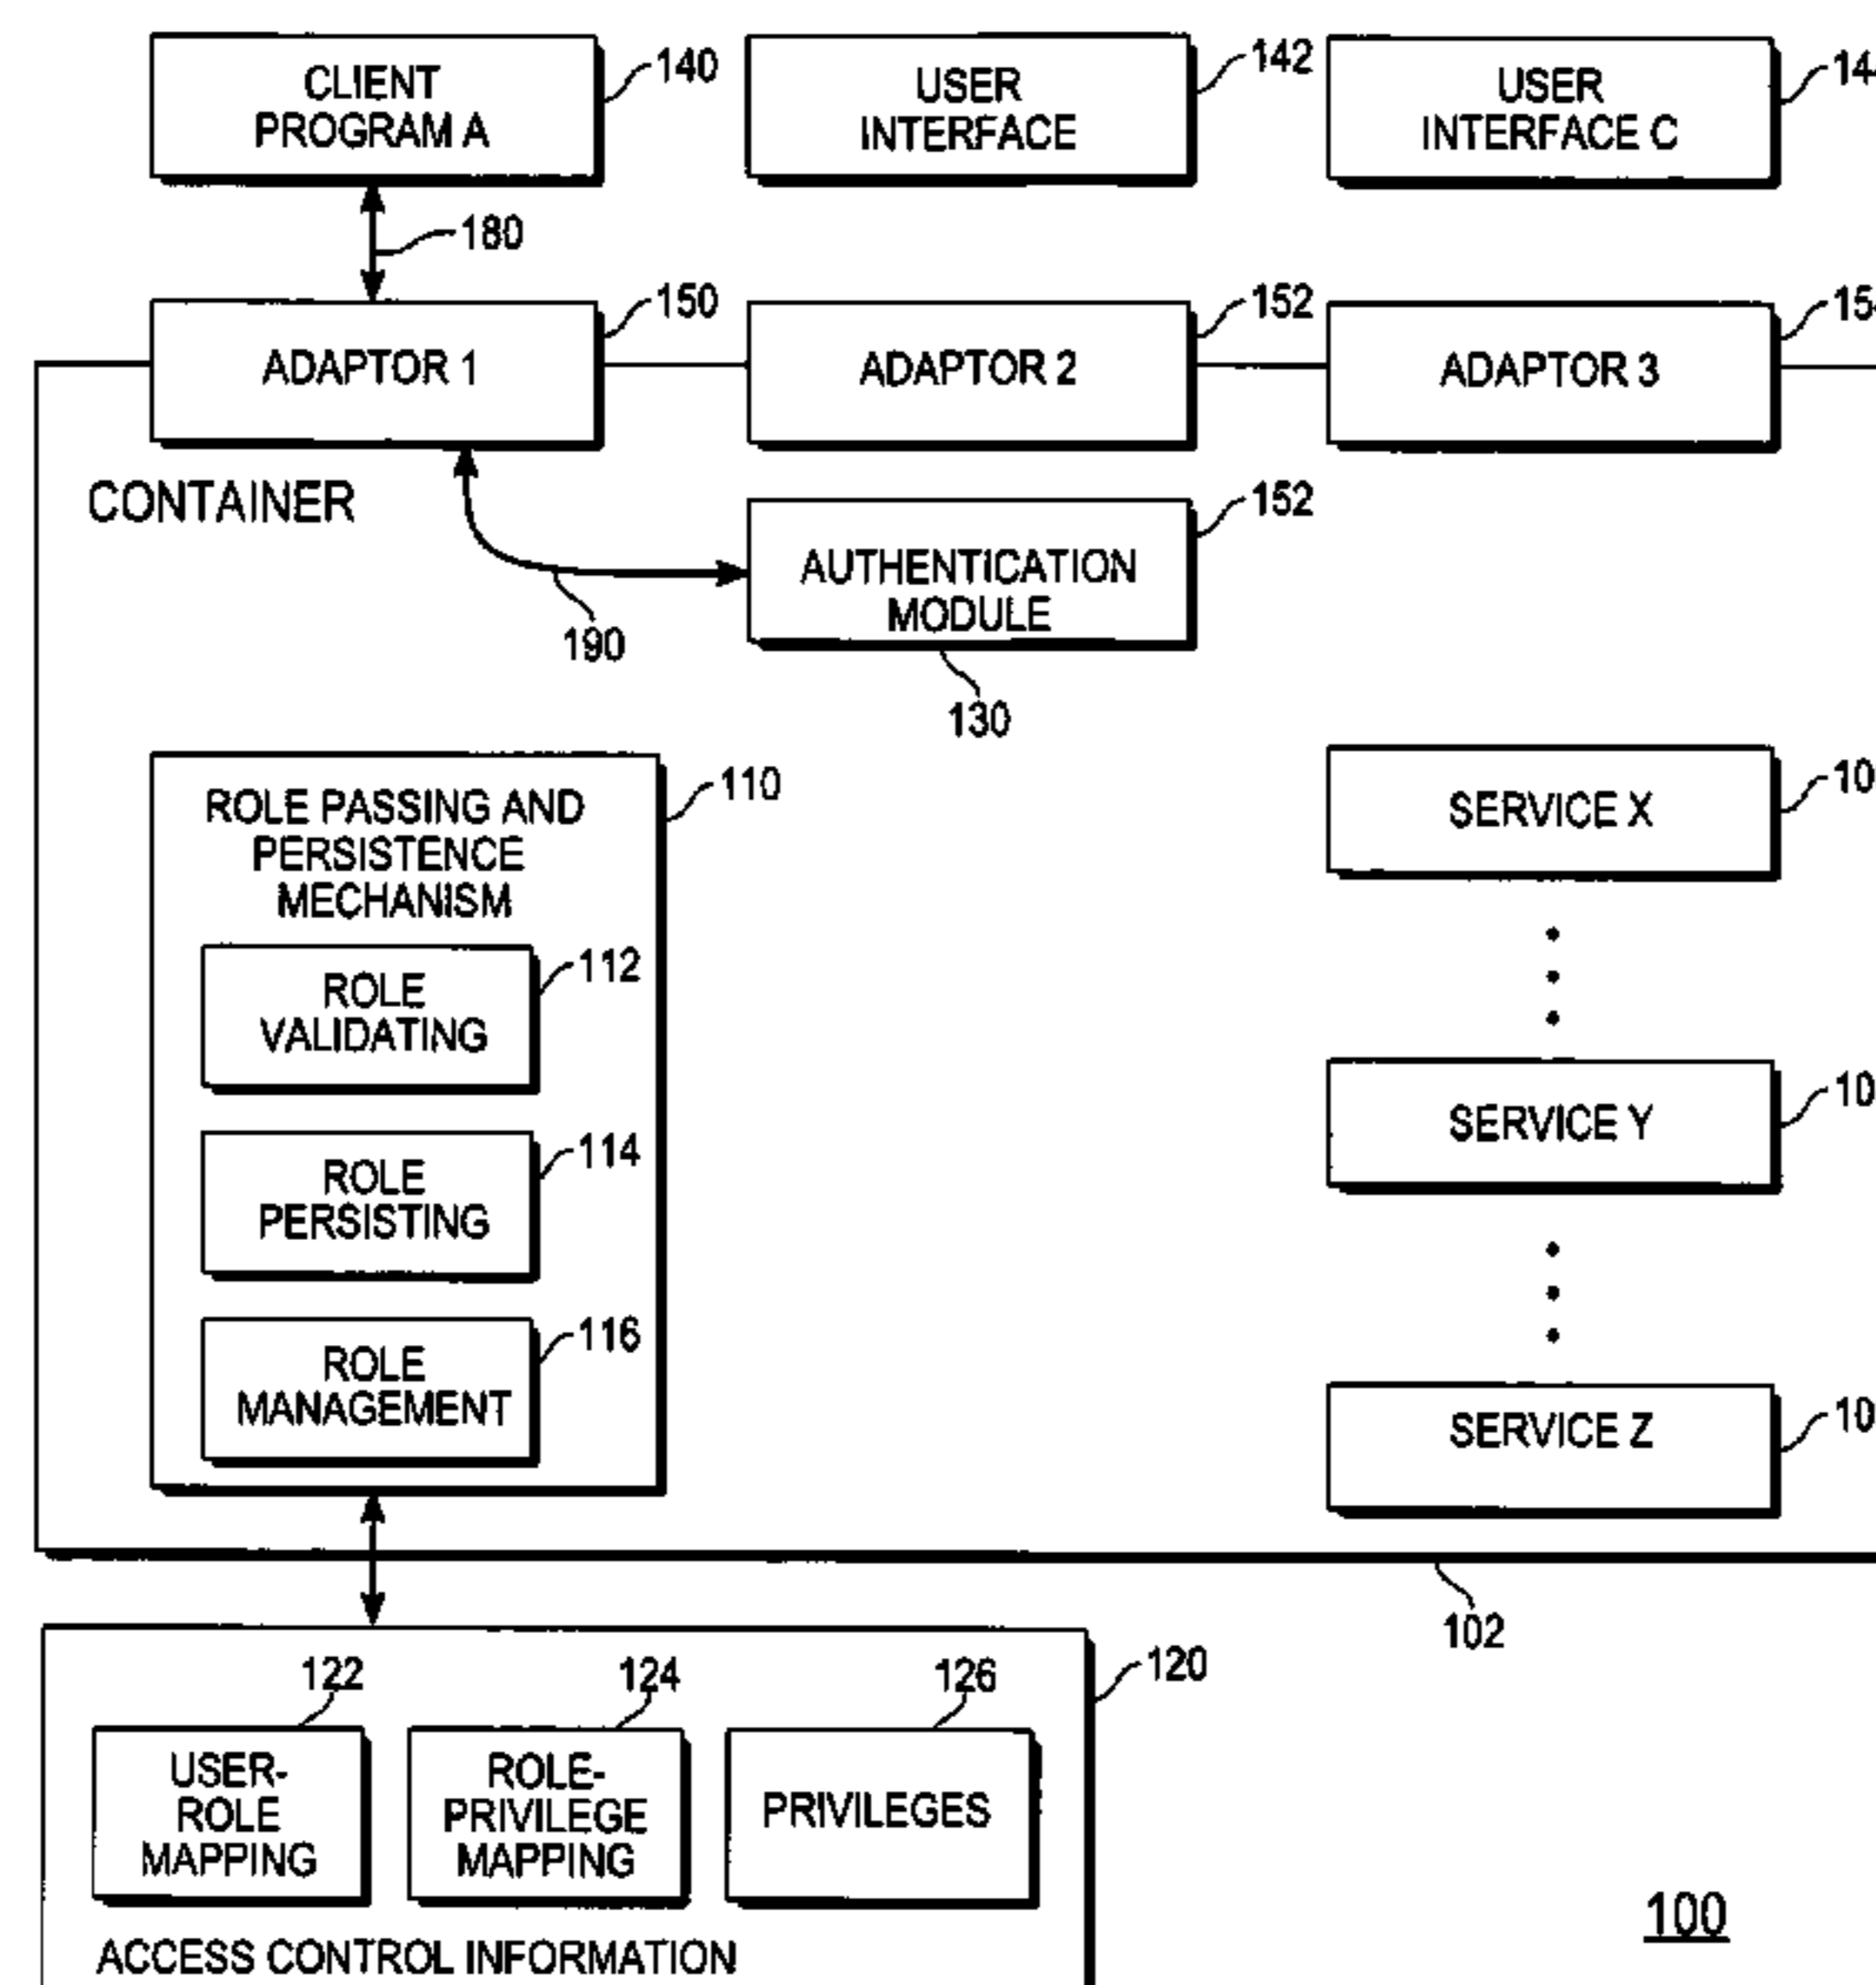 CLIENT
PROGRAM A
140
USER
INTERFACE
142
USER
INTERFACE C
180
ADAPTOR 1
150
ADAPTOR 2
152
ADAPTOR 3
CONTAINER
AUTHENTICATION
MODULE
152
190
130
ROLE PASSING AND
PERSISTENCE
MECHANISM
110
ROLE
VALIDATING
112
ROLE
PERSISTING
114
ROLE
MANAGEMENT
116
SERVICE X
SERVICE Y
SERVICE Z
102
120
122
124
126
USER-
ROLE
MAPPING
ROLE-
PRIVILEGE
MAPPING
PRIVILEGES
ACCESS CONTROL INFORMATION
100